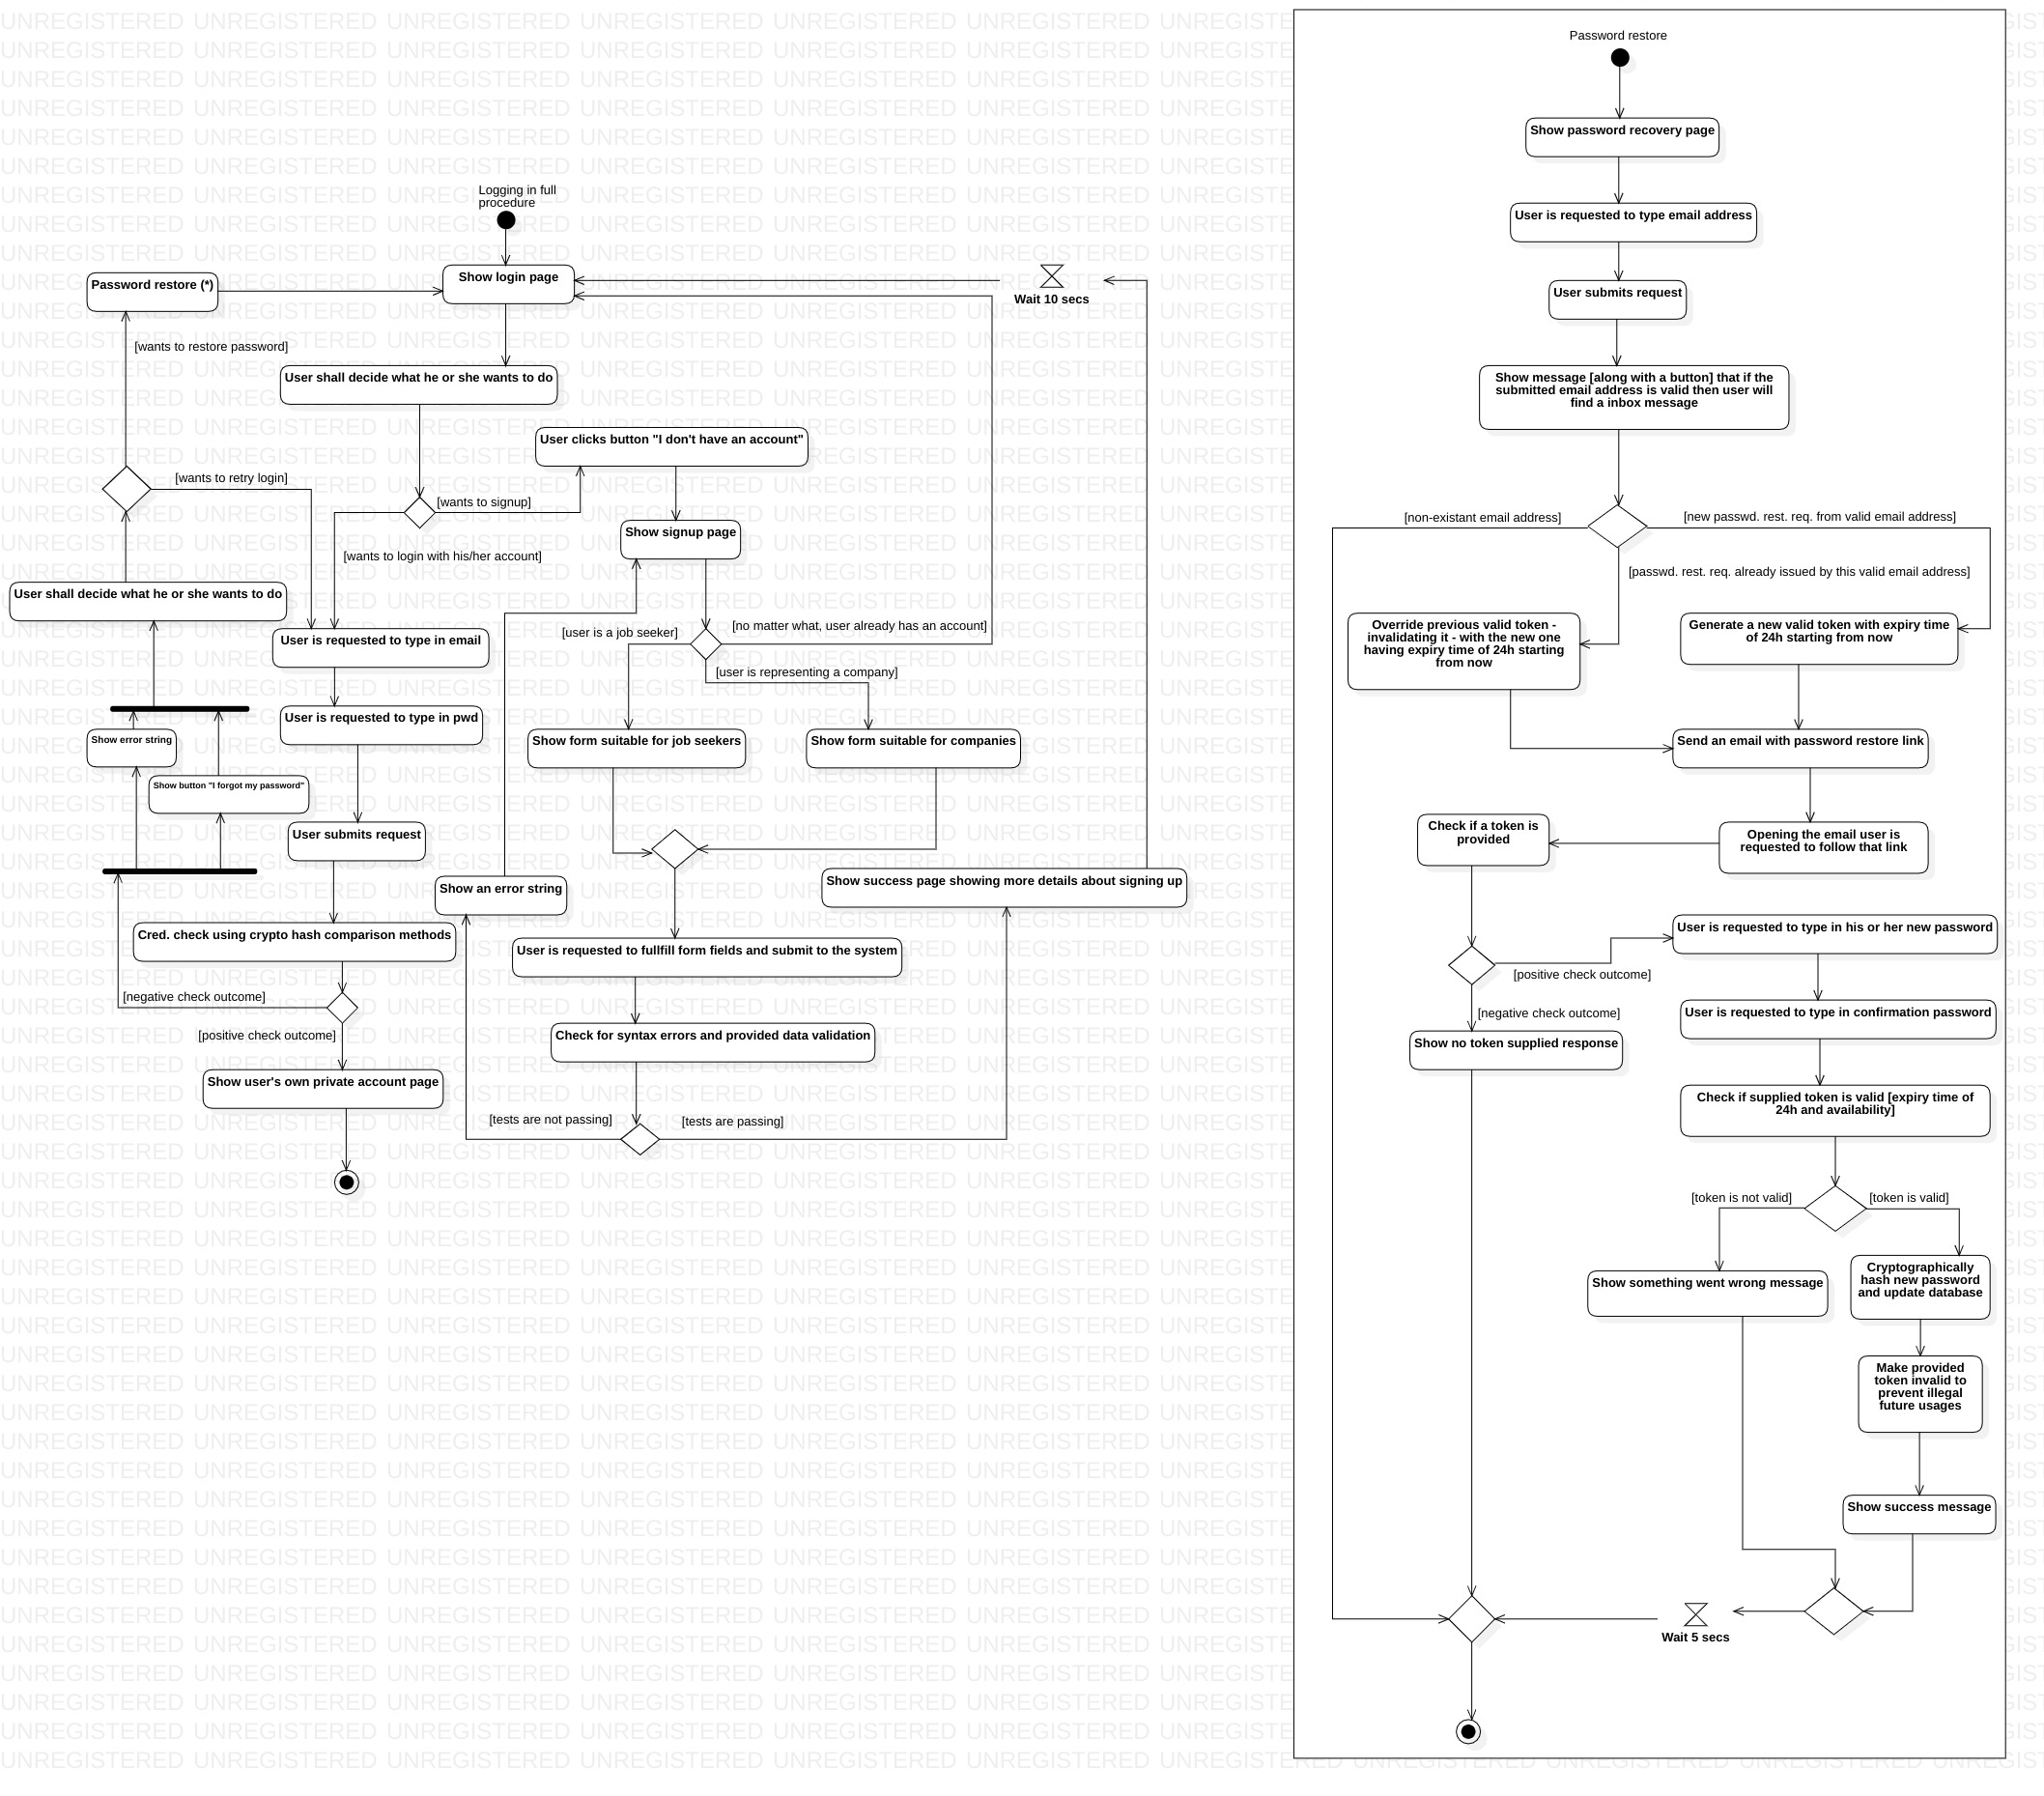 Logging in full
procedure
Show login page
Password restore (*)
Wait 10 secs
[wants to restore password]
User shall decide what he or she wants to do
User clicks button "I don't have an account"
[wants to retry login]
[wants to signup]
Show signup page
[wants to login with his/her account]
User shall decide what he or she wants to do
User is requested to type in email
[user is a job seeker]
[no matter what, user already has an account]
[user is representing a company]
User is requested to type in pwd
Show error string
Show form suitable for job seekers
Show form suitable for companies
Show button "I forgot my password"
User submits request
Show an error string
Show success page showing more details about signing up
Cred. check using crypto hash comparison methods
User is requested to fullfill form fields and submit to the system
[negative check outcome]
[positive check outcome]
Check for syntax errors and provided data validation
Show user's own private account page
[tests are not passing]
[tests are passing]
Password restore
Show password recovery page
User is requested to type email address
User submits request
Show message [along with a button] that if the
submitted email address is valid then user will
find a inbox message
[non-existant email address]
[new passwd. rest. req. from valid email address]
[passwd. rest. req. already issued by this valid email address]
Override previous valid token -
invalidating it - with the new one
having expiry time of 24h starting
from now
Generate a new valid token with expiry time
of 24h starting from now
Send an email with password restore link
Check if a token is
provided
Opening the email user is
requested to follow that link
User is requested to type in his or her new password
[positive check outcome]
[negative check outcome]
User is requested to type in confirmation password
Show no token supplied response
Check if supplied token is valid [expiry time of
24h and availability]
[token is not valid]
[token is valid]
Show something went wrong message
Cryptographically
hash new password
and update database
Make provided
token invalid to
prevent illegal
future usages
Show success message
Wait 5 secs
UNREGISTERED